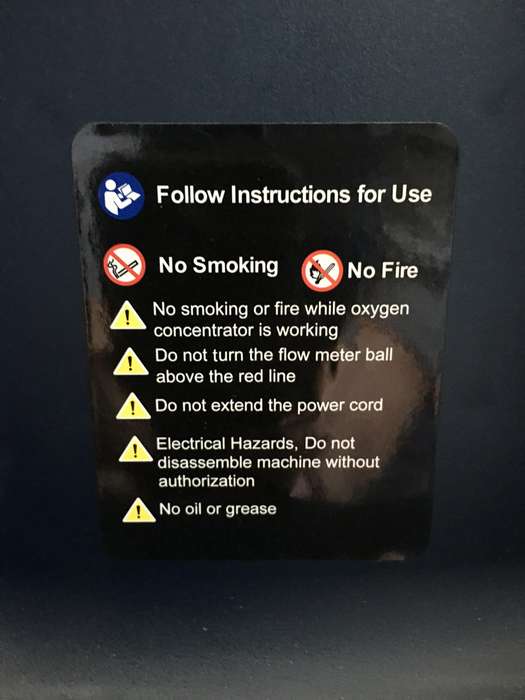 Follow Instructions for Use
No Smoking No Fire
No smoking or fire while oxygen
concentrator is working
Do not turn the flow meter ball
above the red line
Do not extend the power cord
Electrical Hazards, Do not
disassemble machine without
authorization
No oil or grease